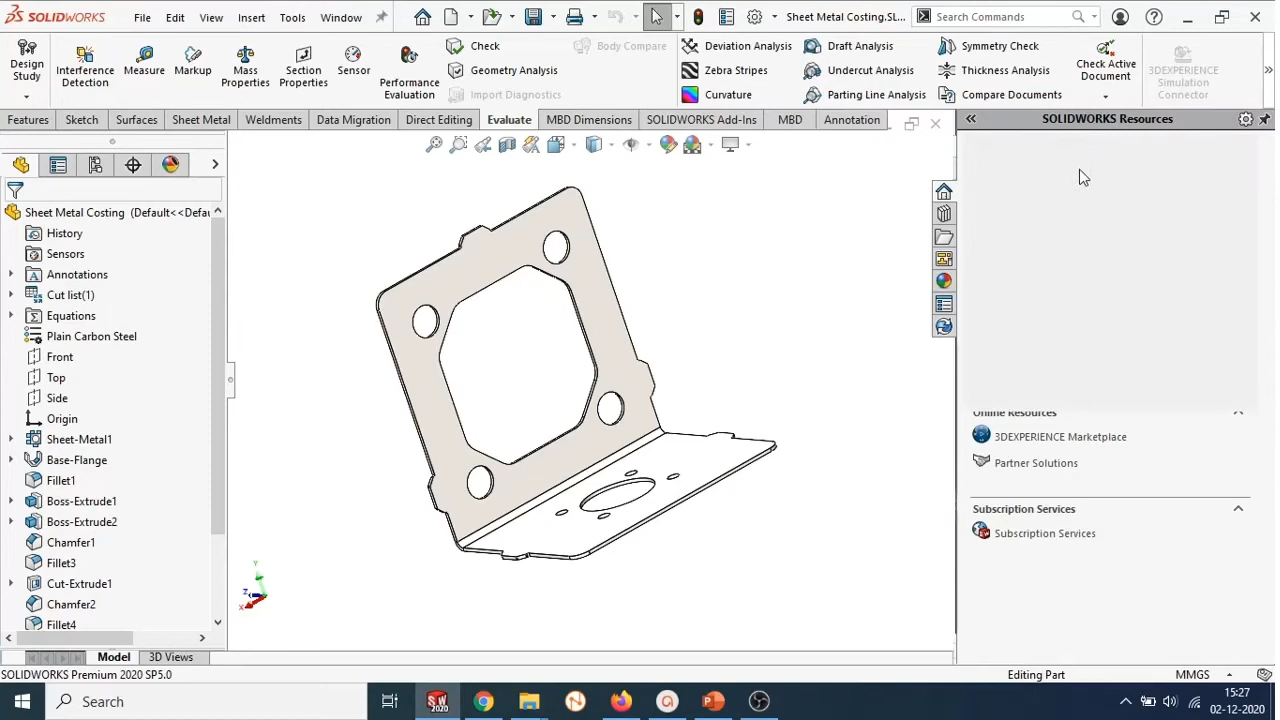 SOLIDWORKS
File
Edit
View
Insert
Tools
Window
Sheet Metal Costing.SL...
Search Commands
Design
Study
Interference
Detection
Measure
Markup
Mass
Properties
Section
Properties
Sensor
Performance
Evaluation
Check
Geometry Analysis
Import Diagnostics
Body Compare
Deviation Analysis
Zebra Stripes
Curvature
Draft Analysis
Undercut Analysis
Parting Line Analysis
Symmetry Check
Thickness Analysis
Compare Documents
Check Active
Document
3DEXPERIENCE
Simulation
Connector
Features
Sketch
Surfaces
Sheet Metal
Weldments
Data Migration
Direct Editing
Evaluate
MBD Dimensions
SOLIDWORKS Add-Ins
MBD
Annotation
SOLIDWORKS Resources
Sheet Metal Costing (Default<<Defau
History
Sensors
Annotations
Cut list(1)
Equations
Plain Carbon Steel
Front
Top
Side
Origin
Sheet-Metal1
Base-Flange
Fillet1
Boss-Extrude1
Boss-Extrude2
Chamfer1
Fillet3
Cut-Extrude1
Chamfer2
Fillet4
Y
Z
X
Online Resources
3DEXPERIENCE Marketplace
Partner Solutions
Subscription Services
Subscription Services
Model
3D Views
SOLIDWORKS Premium 2020 SP5.0
Editing Part
MMGS
Search
15:27
02-12-2020